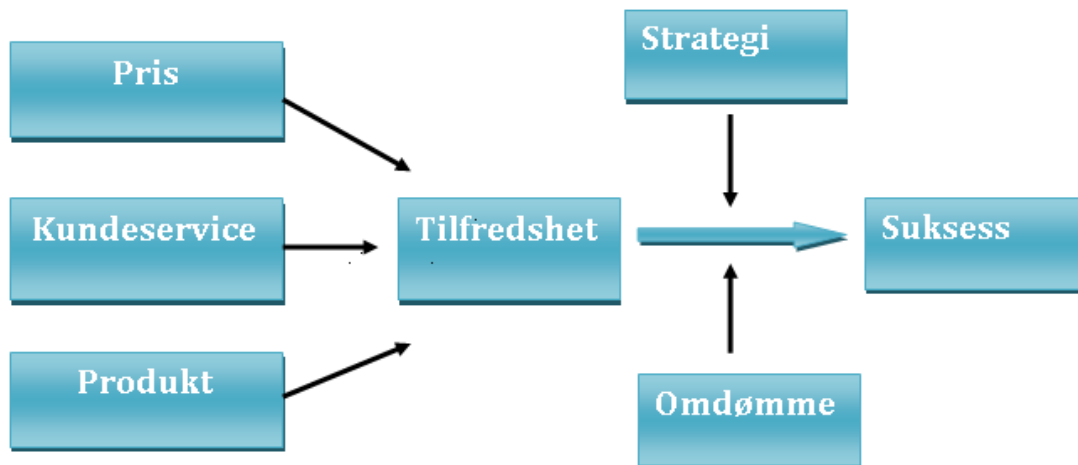 Pris
Kundeservice
Produkt
Tilfredshet
Strategi
Omdømme
Suksess